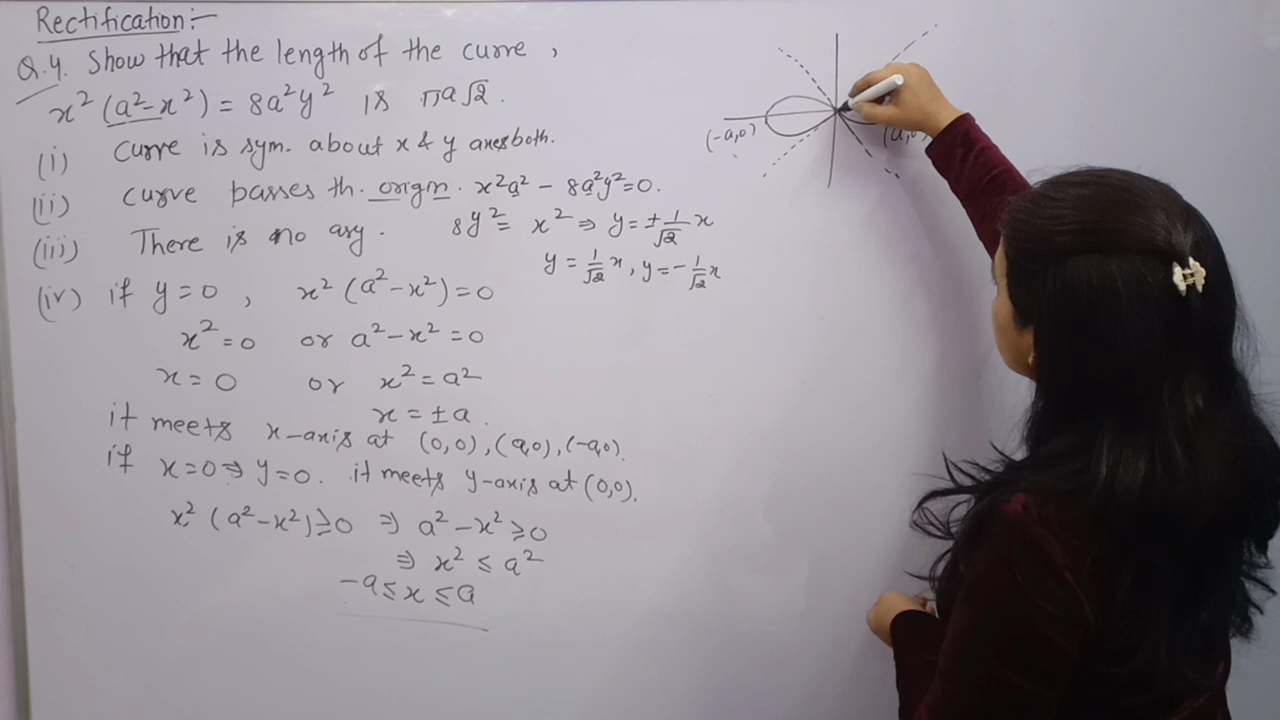 Rectification:-
Q.4. Show that the length of the curve,
x² (a²-x²) = 8a²y² is πa√2.
(i) Curve is sym. about x & y axes both.
(ii) Curve passes th. origin. x²a² - 8a²y²=0.
8y² = x² ⇒ y = ± 1/√2 x
y = 1/√2 x, y = - 1/√2 x
(iii) There is no asy.
(iv) if y=0, x² (a²-x²)=0
x²=0 or a²-x²=0
x=0 or x²=a²
x=±a.
it meets x-axis at (0,0), (a,0), (-a,0).
if x=0 ⇒ y=0. it meets y-axis at (0,0).
x² (a²-x²)≥0 ⇒ a²-x²≥0
⇒ x² ≤ a²
-a≤x≤a
(-a,0)
(a,0)